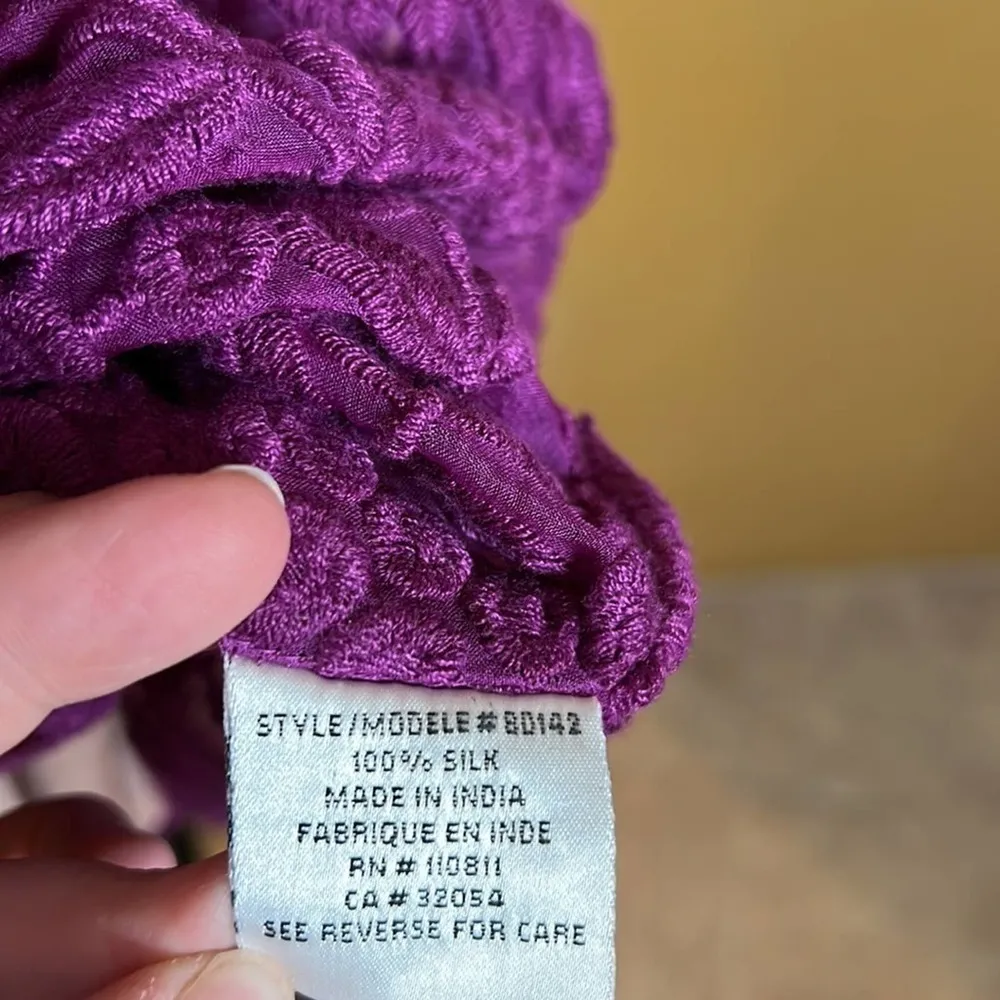 STYLE/MODELE # BD142
100% SILK
MADE IN INDIA
FABRIQUE EN INDE
RN # 110811
CA # 32054
SEE REVERSE FOR CARE